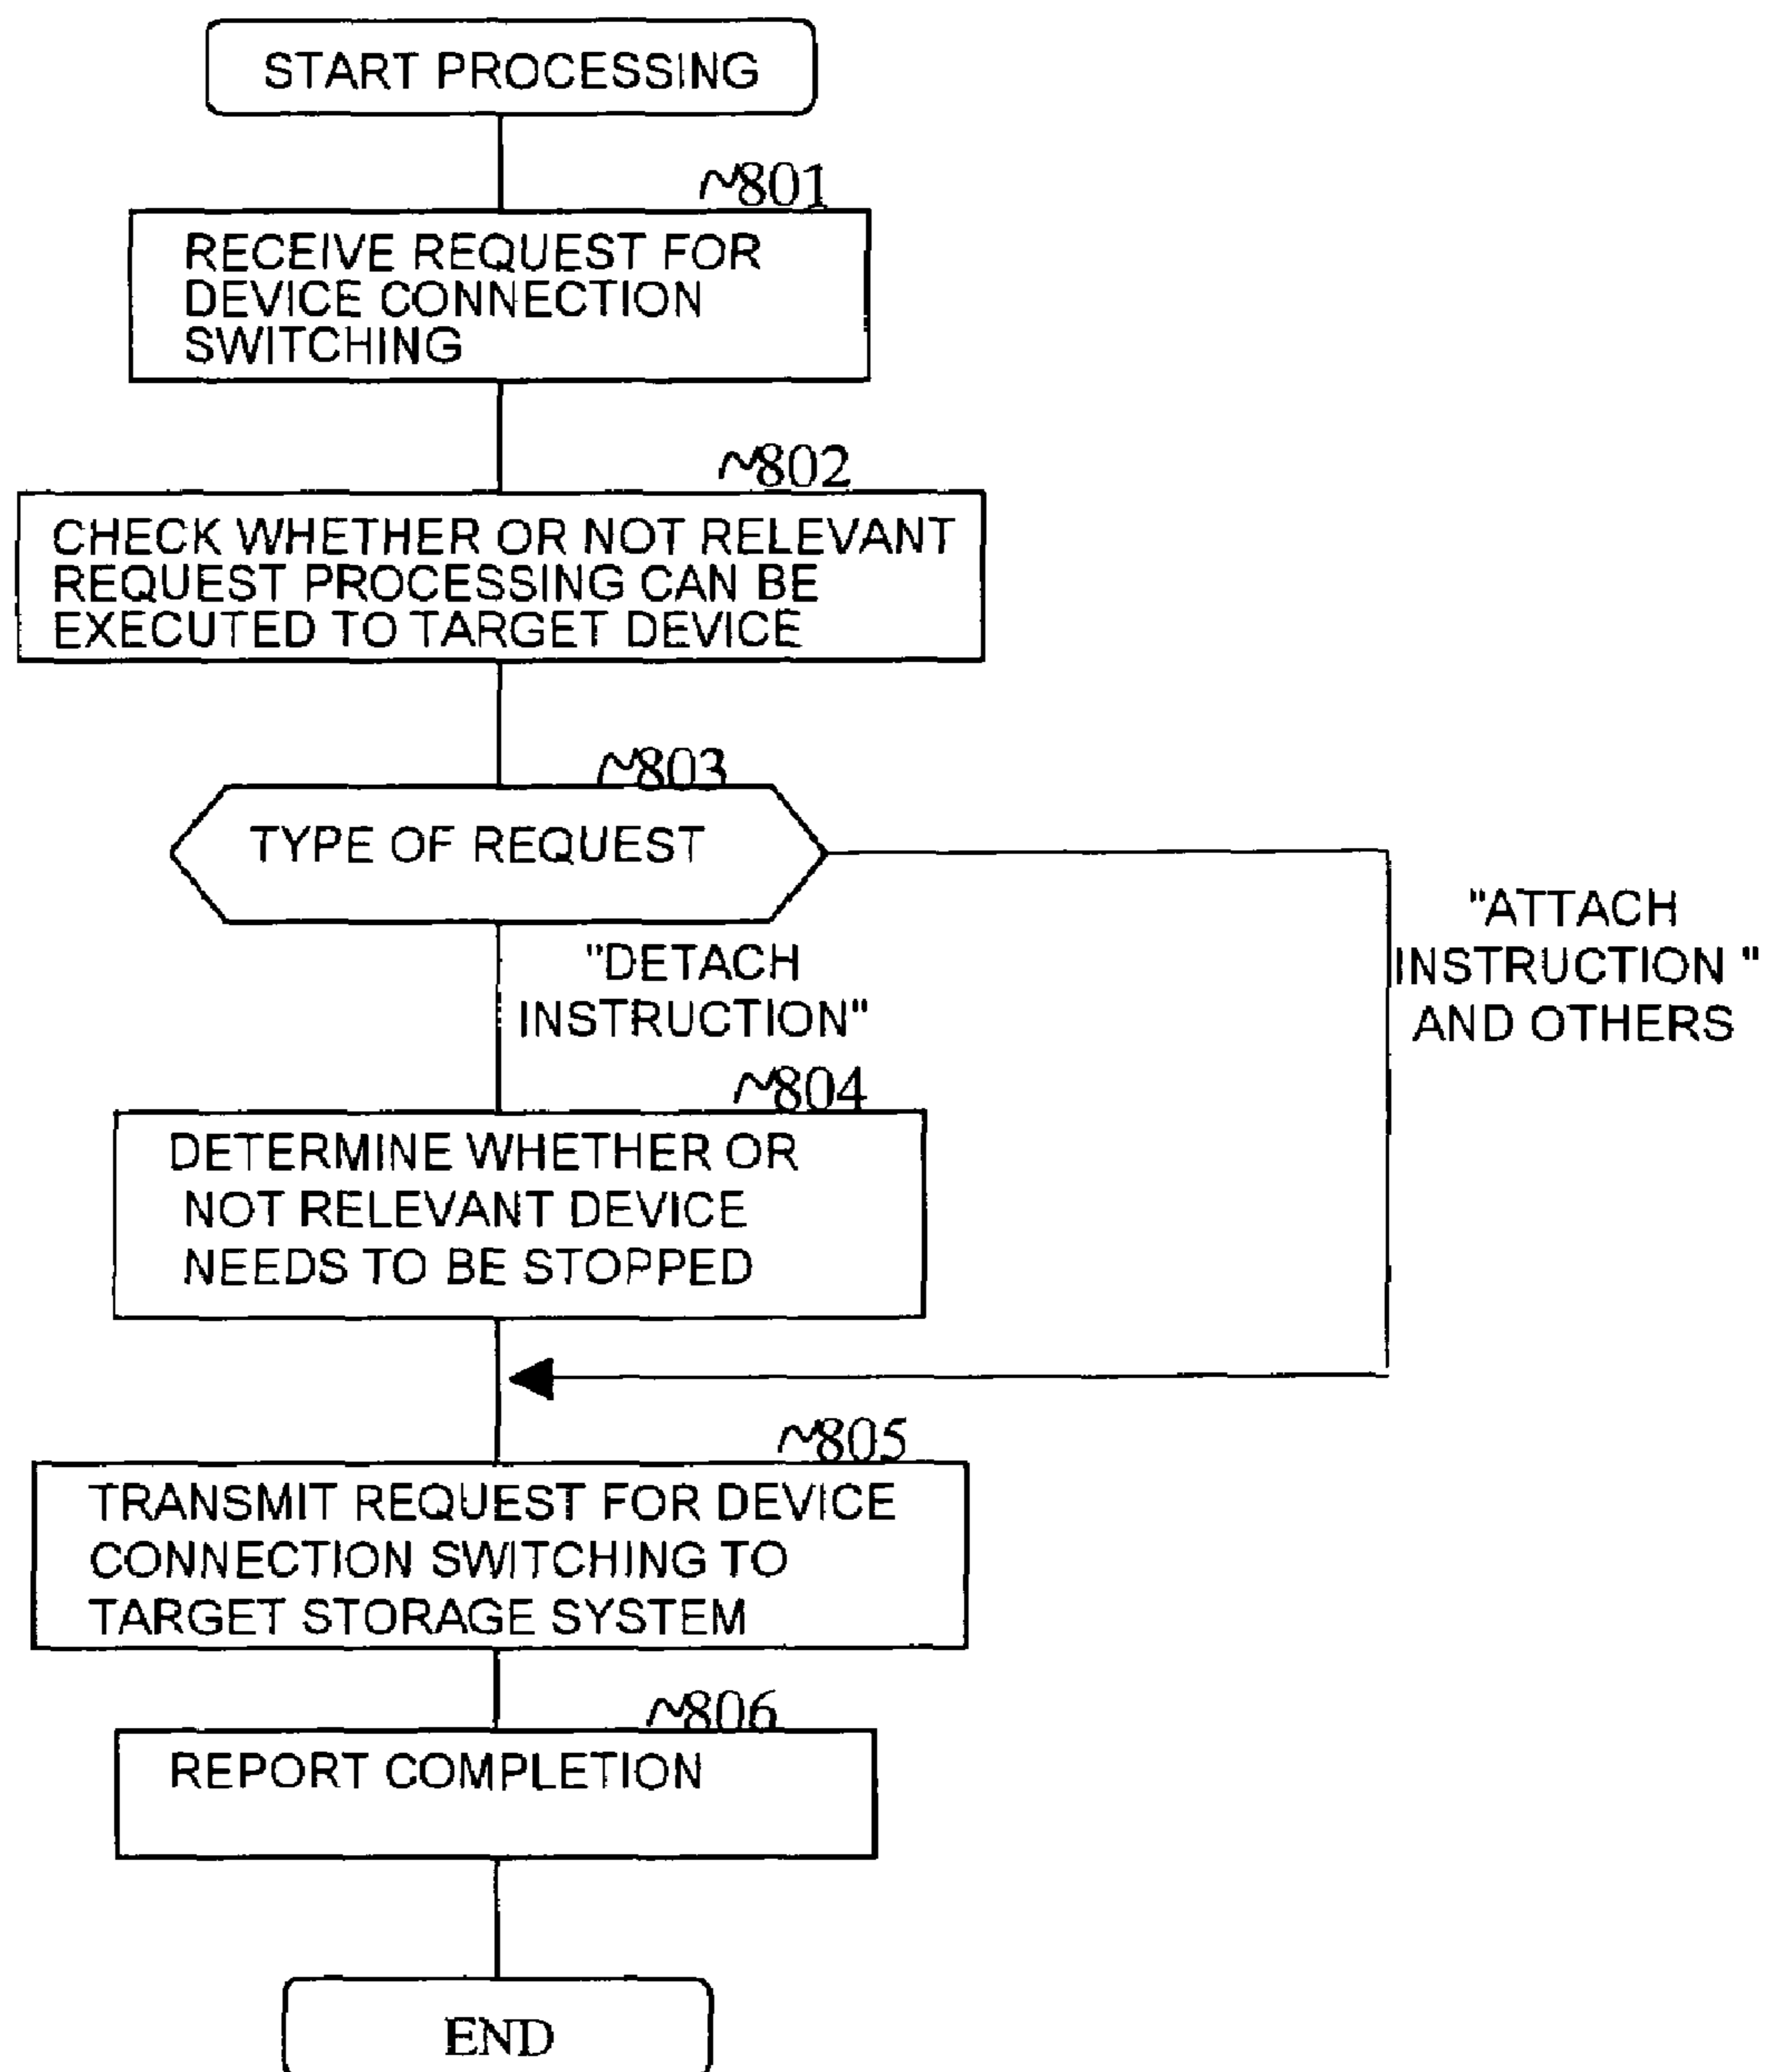 START PROCESSING
~801
RECEIVE REQUEST FOR
DEVICE CONNECTION
SWITCHING
~802
CHECK WHETHER OR NOT RELEVANT
REQUEST PROCESSING CAN BE
EXECUTED TO TARGET DEVICE
~803
TYPE OF REQUEST
"DETACH
INSTRUCTION"
"ATTACH
INSTRUCTION "
AND OTHERS
~804
DETERMINE WHETHER OR
NOT RELEVANT DEVICE
NEEDS TO BE STOPPED
~805
TRANSMIT REQUEST FOR DEVICE
CONNECTION SWITCHING TO
TARGET STORAGE SYSTEM
~806
REPORT COMPLETION
END